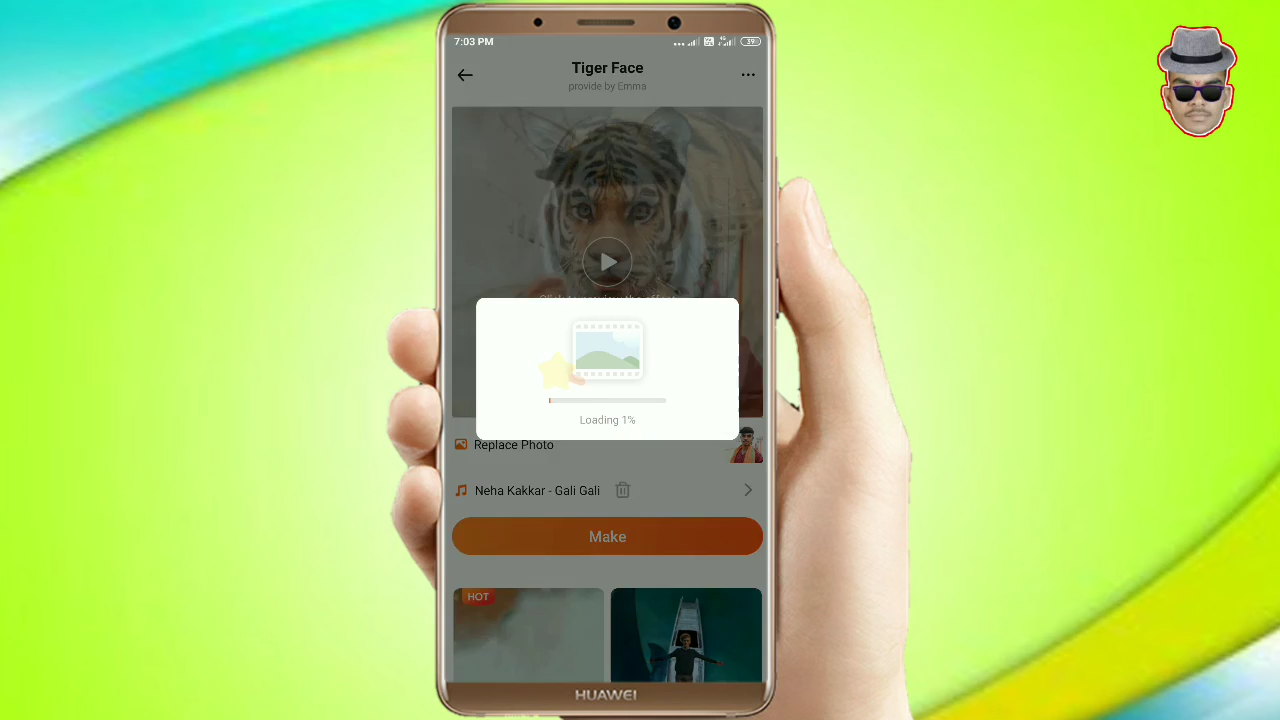 7:03 PM
59
Tiger Face
provide by Emma
Loading 1%
Replace Photo
Neha Kakkar - Gali Gali
Make
HOT
HUAWEI